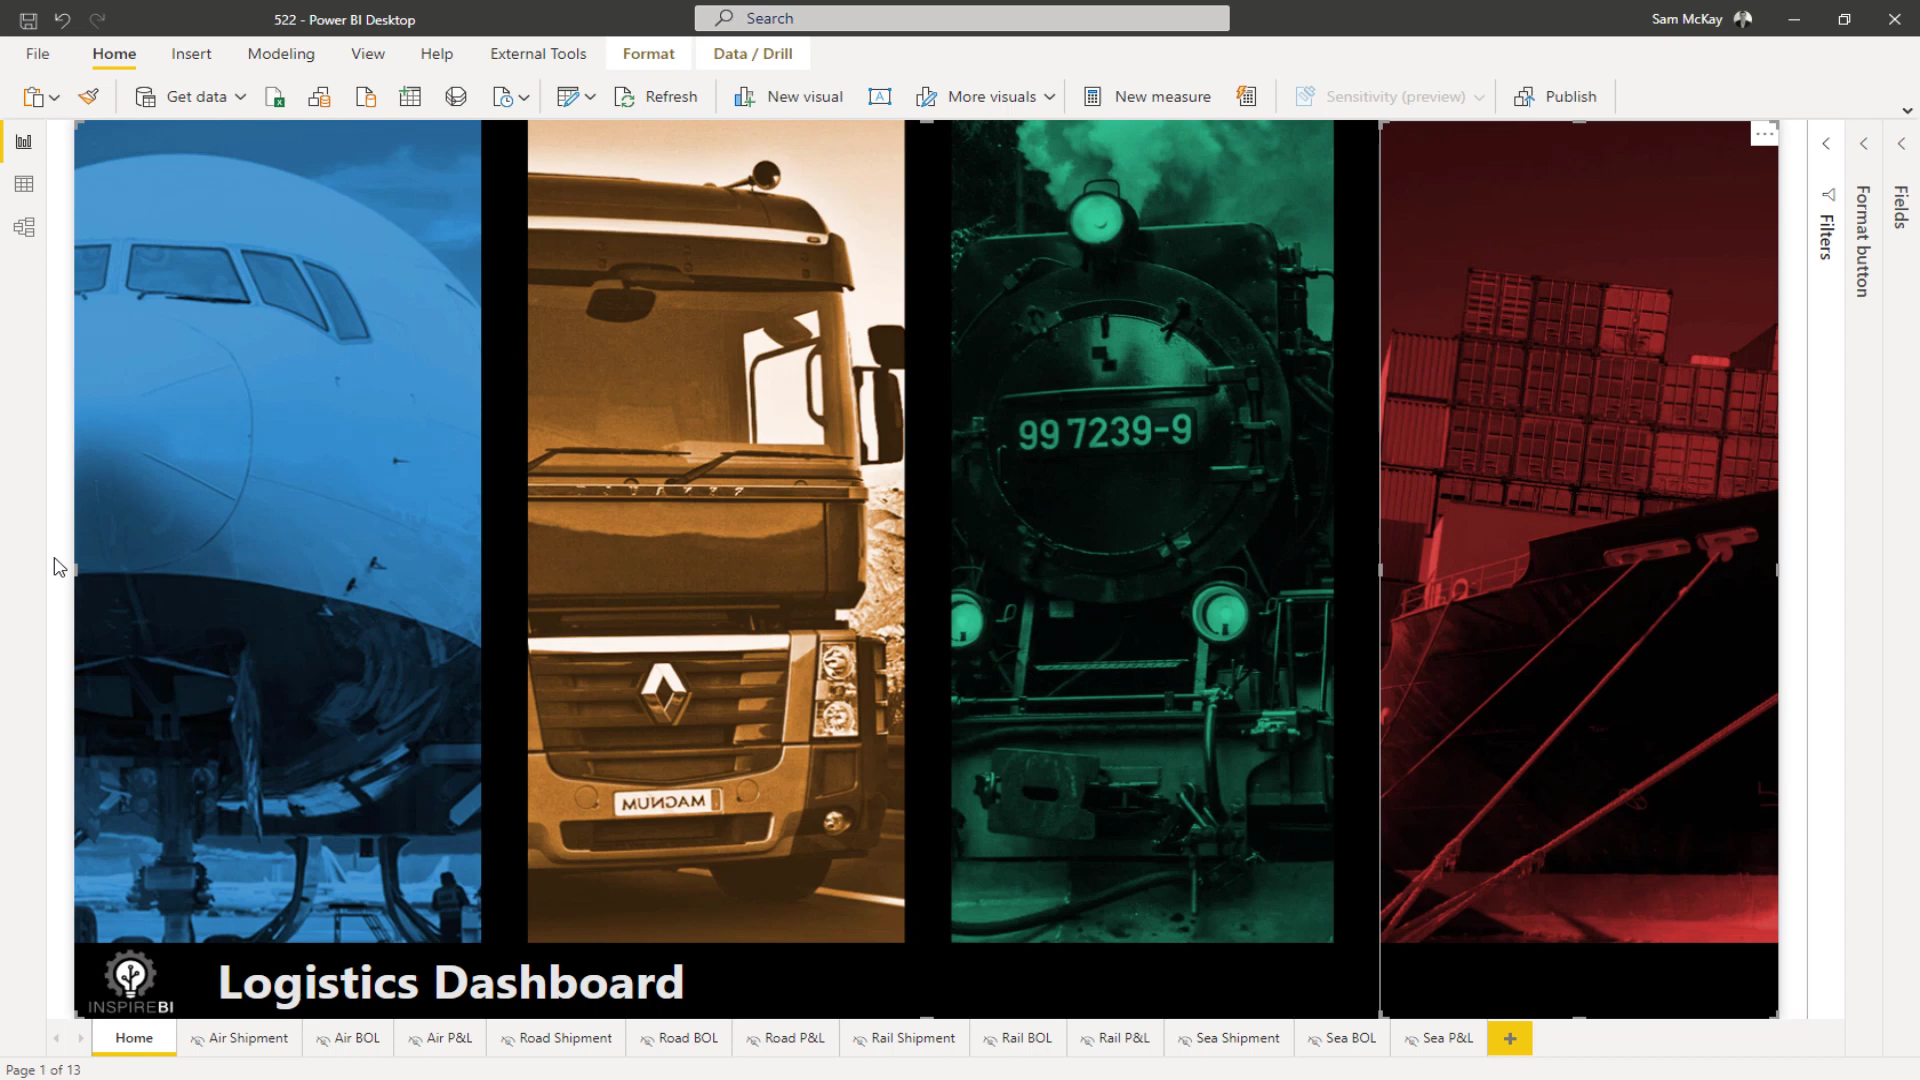 522 - Power BI Desktop
Search
Sam McKay
File
Home
Insert
Modeling
View
Help
External Tools
Format
Data / Drill
Get data
Refresh
New visual
More visuals
New measure
Sensitivity (preview)
Publish
Filters
Format button
Fields
99 7239-9
Logistics Dashboard
INSPIREBI
Home
Air Shipment
Air BOL
Air P&L
Road Shipment
Road BOL
Road P&L
Rail Shipment
Rail BOL
Rail P&L
Sea Shipment
Sea BOL
Sea P&L
Page 1 of 13